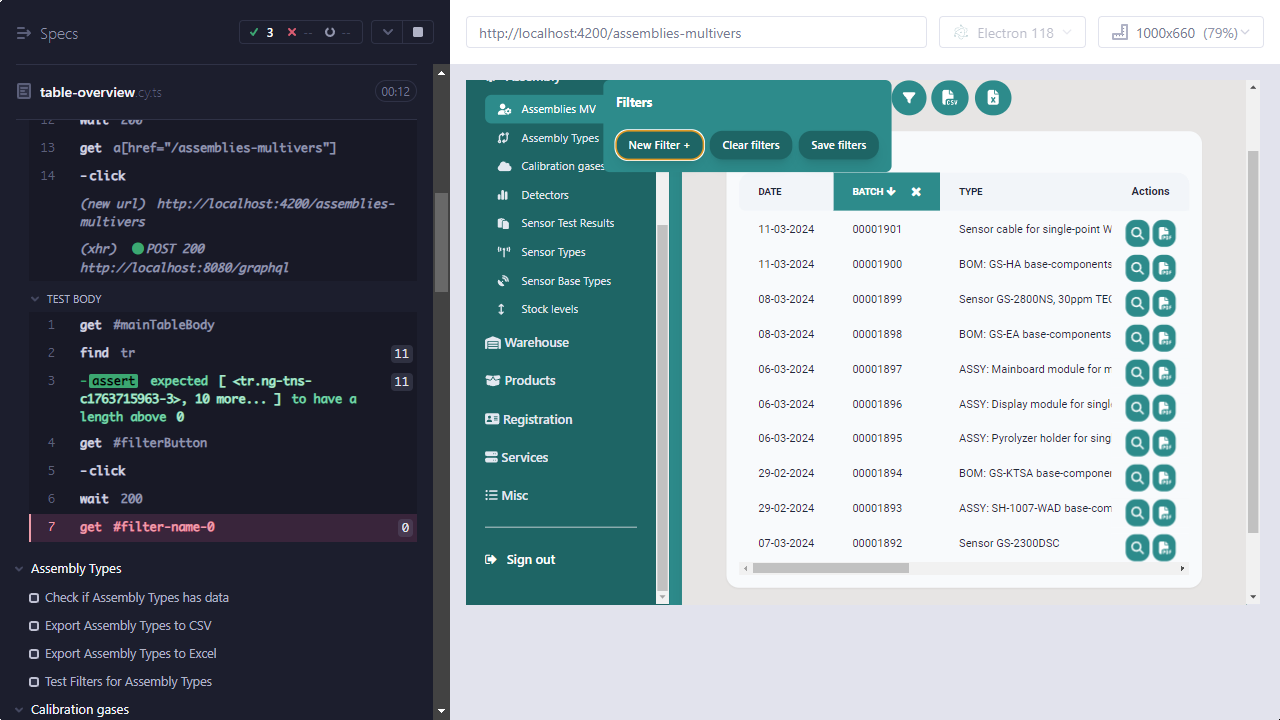 Specs
3
--
--
table-overview.cy.ts
00:12
12 wait 200
13 get a[href="/assemblies-multivers"]
14 -click
(new url) http://localhost:4200/assemblies-
multivers
(xhr) POST 200
http://localhost:8080/graphql
TEST BODY
1 get #mainTableBody
2 find tr 11
3 -assert expected [ <tr.ng-tns- 11
c1763715963-3>, 10 more... ] to have a
length above 0
4 get #filterButton
5 -click
6 wait 200
7 get #filter-name-0 0
Assembly Types
Check if Assembly Types has data
Export Assembly Types to CSV
Export Assembly Types to Excel
Test Filters for Assembly Types
Calibration gases
http://localhost:4200/assemblies-multivers
Electron 118
1000x660 (79%)
Assembly
Assemblies MV
Assembly Types
Calibration gases
Detectors
Sensor Test Results
Sensor Types
Sensor Base Types
Stock levels
Warehouse
Products
Registration
Services
Misc
Sign out
Filters
New Filter +
Clear filters
Save filters
CSV
DATE BATCH TYPE Actions
11-03-2024 00001901 Sensor cable for single-point W
11-03-2024 00001900 BOM: GS-HA base-components
08-03-2024 00001899 Sensor GS-2800NS, 30ppm TEO
08-03-2024 00001898 BOM: GS-EA base-components
06-03-2024 00001897 ASSY: Mainboard module for m
06-03-2024 00001896 ASSY: Display module for single
06-03-2024 00001895 ASSY: Pyrolyzer holder for sing
29-02-2024 00001894 BOM: GS-KTSA base-componen
29-02-2024 00001893 ASSY: SH-1007-WAD base-com
07-03-2024 00001892 Sensor GS-2300DSC